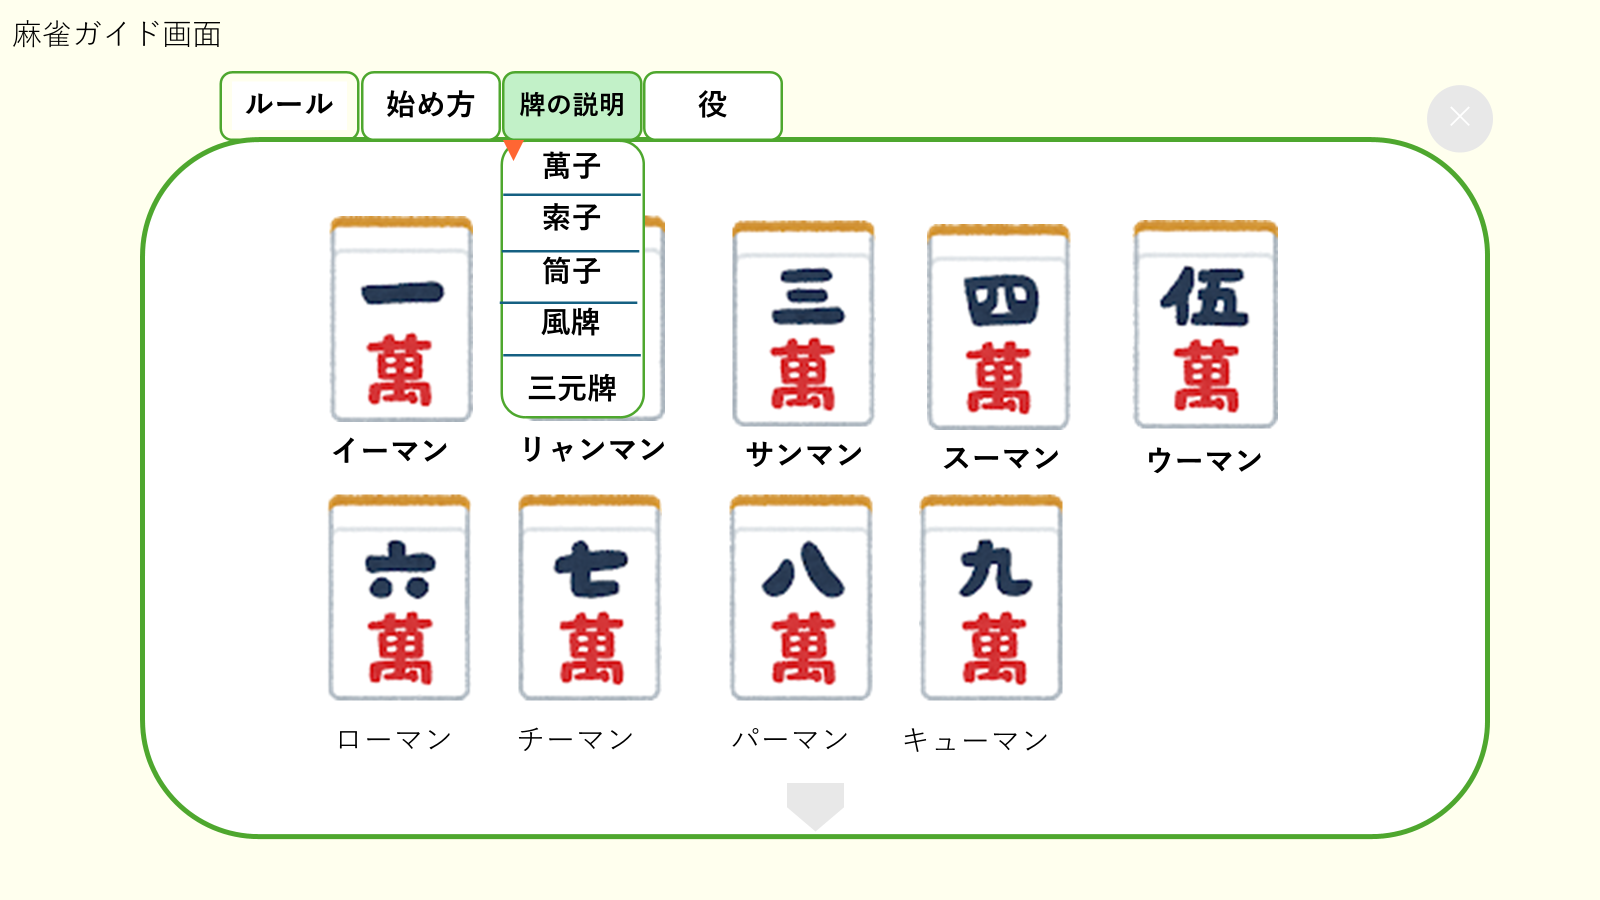 麻雀ガイド画面
ルール 始め方 牌の説明 役
×
萬子
索子
筒子
風牌
三元牌
一萬 三萬 四萬 伍萬
イーマン リャンマン サンマン スーマン ウーマン
六萬 七萬 八萬 九萬
ローマン チーマン パーマン キューマン